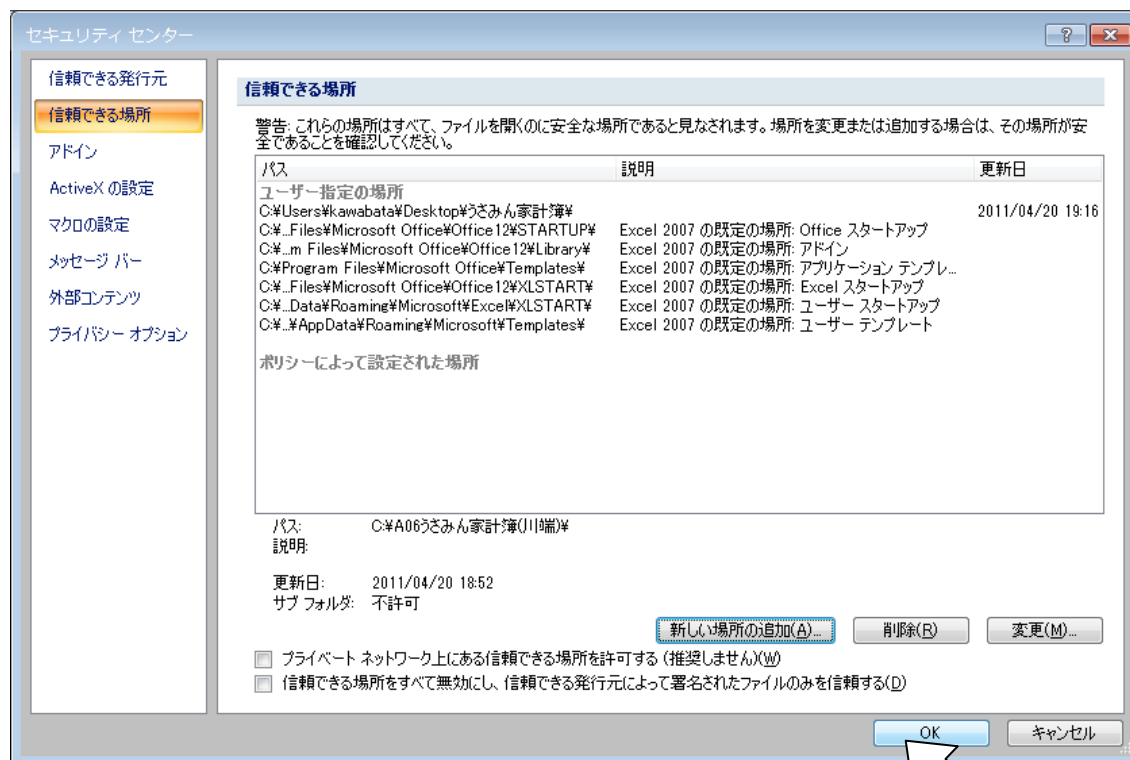 セキュリティ センター
信頼できる発行元
信頼できる場所
アドイン
ActiveX の設定
マクロの設定
メッセージ バー
外部コンテンツ
プライバシー オプション
信頼できる場所
警告: これらの場所はすべて、ファイルを開くのに安全な場所であると見なされます。場所を変更または追加する場合は、その場所が安
全であることを確認してください。
パス 説明 更新日
ユーザー指定の場所
C:¥Users¥kawabata¥Desktop¥うさみん家計簿¥ 2011/04/20 19:16
C:¥...Files¥Microsoft Office¥Office12¥STARTUP¥ Excel 2007 の既定の場所: Office スタートアップ
C:¥...m Files¥Microsoft Office¥Office12¥Library¥ Excel 2007 の既定の場所: アドイン
C:¥Program Files¥Microsoft Office¥Templates¥ Excel 2007 の既定の場所: アプリケーション テンプレ...
C:¥...Files¥Microsoft Office¥Office12¥XLSTART¥ Excel 2007 の既定の場所: Excel スタートアップ
C:¥...Data¥Roaming¥Microsoft¥Excel¥XLSTART¥ Excel 2007 の既定の場所: ユーザー スタートアップ
C:¥...¥AppData¥Roaming¥Microsoft¥Templates¥ Excel 2007 の既定の場所: ユーザー テンプレート
ポリシーによって設定された場所
パス: C:¥A06うさみん家計簿(川端)¥
説明:
更新日: 2011/04/20 18:52
サブ フォルダ: 不許可
新しい場所の追加(A)... 削除(R) 変更(M)...
プライベート ネットワーク上にある信頼できる場所を許可する (推奨しません)(W)
信頼できる場所をすべて無効にし、信頼できる発行元によって署名されたファイルのみを信頼する(D)
OK キャンセル